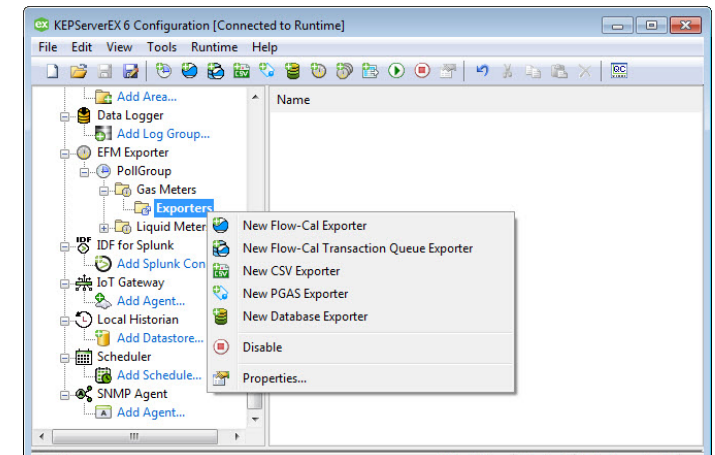 KEPServerEX 6 Configuration [Connected to Runtime]
File Edit View Tools Runtime Help
Name
Add Area...
Data Logger
Add Log Group...
EFM Exporter
PollGroup
Gas Meters
Exporters
Liquid Meter
IDF for Splunk
Add Splunk Con
IoT Gateway
Add Agent...
Local Historian
Add Datastore...
Scheduler
Add Schedule...
SNMP Agent
Add Agent...
New Flow-Cal Exporter
New Flow-Cal Transaction Queue Exporter
New CSV Exporter
New PGAS Exporter
New Database Exporter
Disable
Properties...